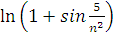 ln(1 + sin 5/n²)